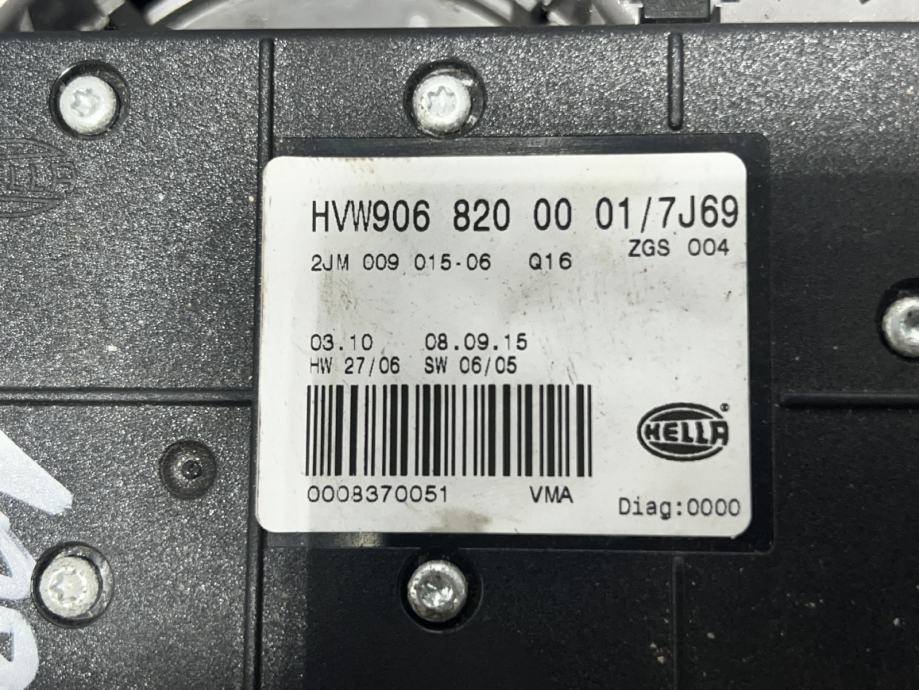 HVW906 820 00 01/7J69
ZGS 004
2JM 009 015-06 Q16
03.10 08.09.15
HW 27/06 SW 06/05
HELLA
0008370051 VMA
Diag:0000